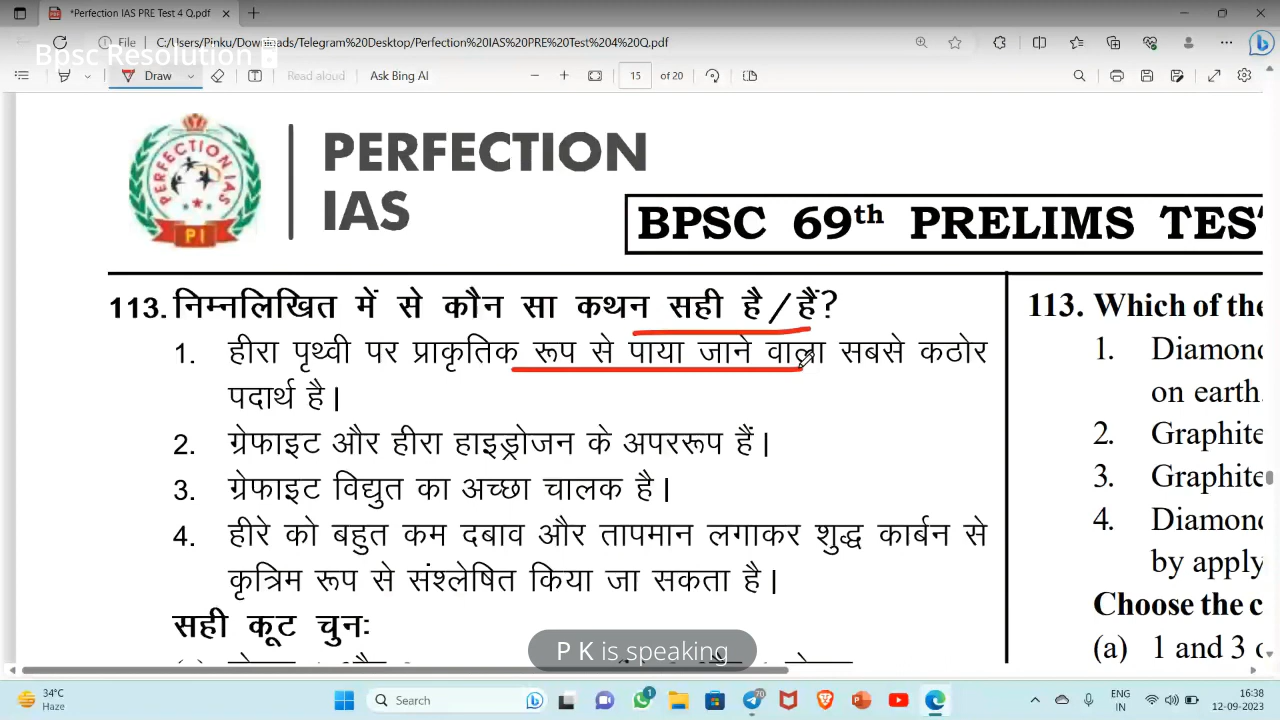 *Perfection IAS PRE Test 4 Q.pdf
File C:/Users/Pinku/Downloads/Telegram%20Desktop/Perfection%20IAS%20PRE%20Test%204%20Q.pdf
Bpsc Resolution
Draw Read aloud Ask Bing AI 15 of 20
PERFECTION IAS
PI
PERFECTION
IAS
BPSC 69th PRELIMS TEST
113. निम्नलिखित में से कौन सा कथन सही है/हैं?
1. हीरा पृथ्वी पर प्राकृतिक रूप से पाया जाने वाला सबसे कठोर
पदार्थ है।
2. ग्रेफाइट और हीरा हाइड्रोजन के अपररूप हैं।
3. ग्रेफाइट विद्युत का अच्छा चालक है।
4. हीरे को बहुत कम दबाव और तापमान लगाकर शुद्ध कार्बन से
कृत्रिम रूप से संश्लेषित किया जा सकता है।
सही कूट चुनः
113. Which of the
1. Diamond
on earth.
2. Graphite
3. Graphite
4. Diamond
by apply
Choose the c
(a) 1 and 3
P K is speaking
34°C
Haze
Search
1
70
ENG
IN
16:38
12-09-2023